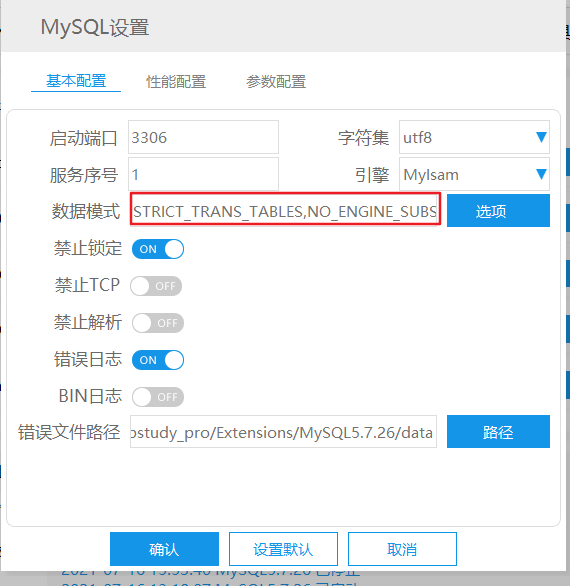 MySQL设置
基本配置 性能配置 参数配置
启动端口 3306 字符集 utf8
服务序号 1 引擎 MyIsam
数据模式 STRICT_TRANS_TABLES,NO_ENGINE_SUBS 选项
禁止锁定 ON
禁止TCP OFF
禁止解析 OFF
错误日志 ON
BIN日志 OFF
错误文件路径 pstudy_pro/Extensions/MySQL5.7.26/data 路径
确认 设置默认 取消